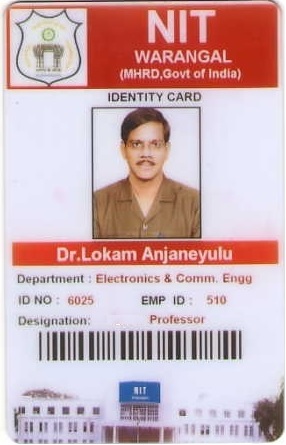 NIT
WARANGAL
(MHRD,Govt of India)
IDENTITY CARD
Dr.Lokam Anjaneyulu
Department : Electronics & Comm. Engg
ID NO : 6025 EMP ID : 510
Designation: Professor
NIT